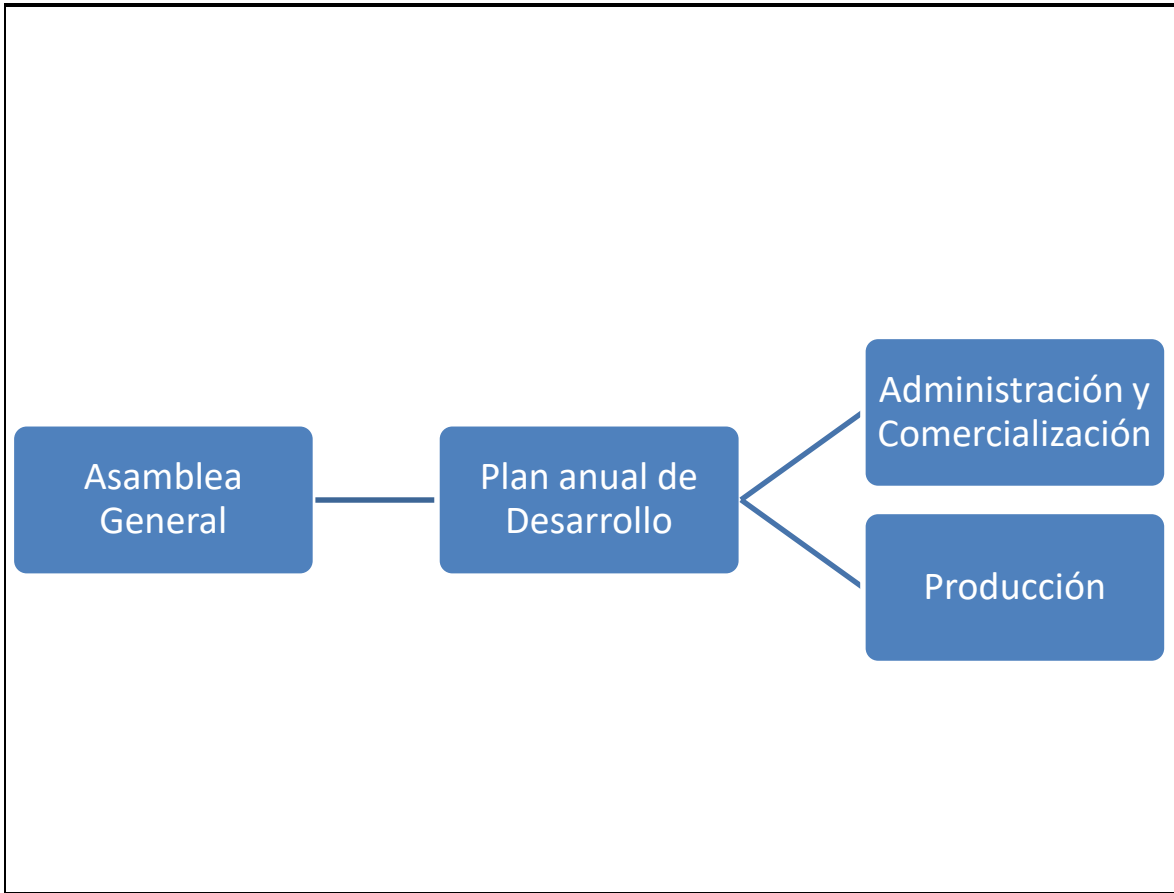 Asamblea
General
Plan anual de
Desarrollo
Administración y
Comercialización
Producción